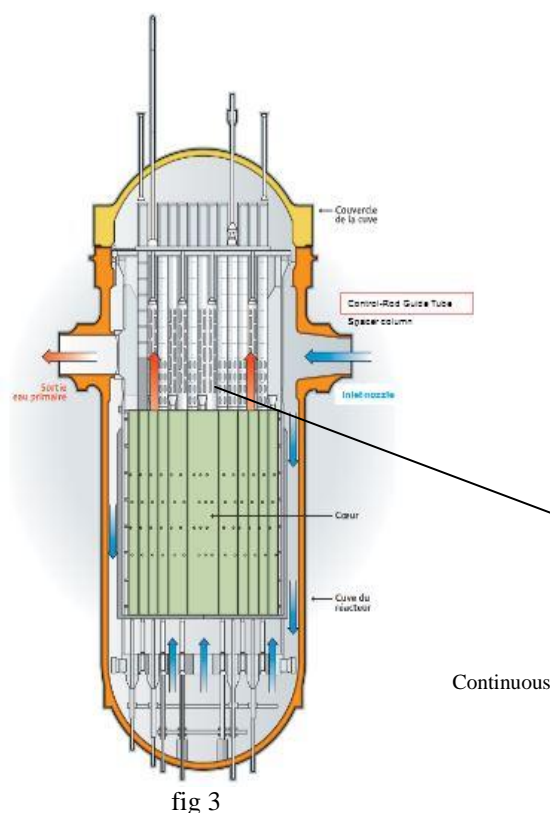 Couvercle
de la cuve
Control-Rod Guide Tube
Spacer column
Sortie
eau primaire
Inlet-nozzle
Cœur
Cuve du
réacteur
Continuous
fig 3